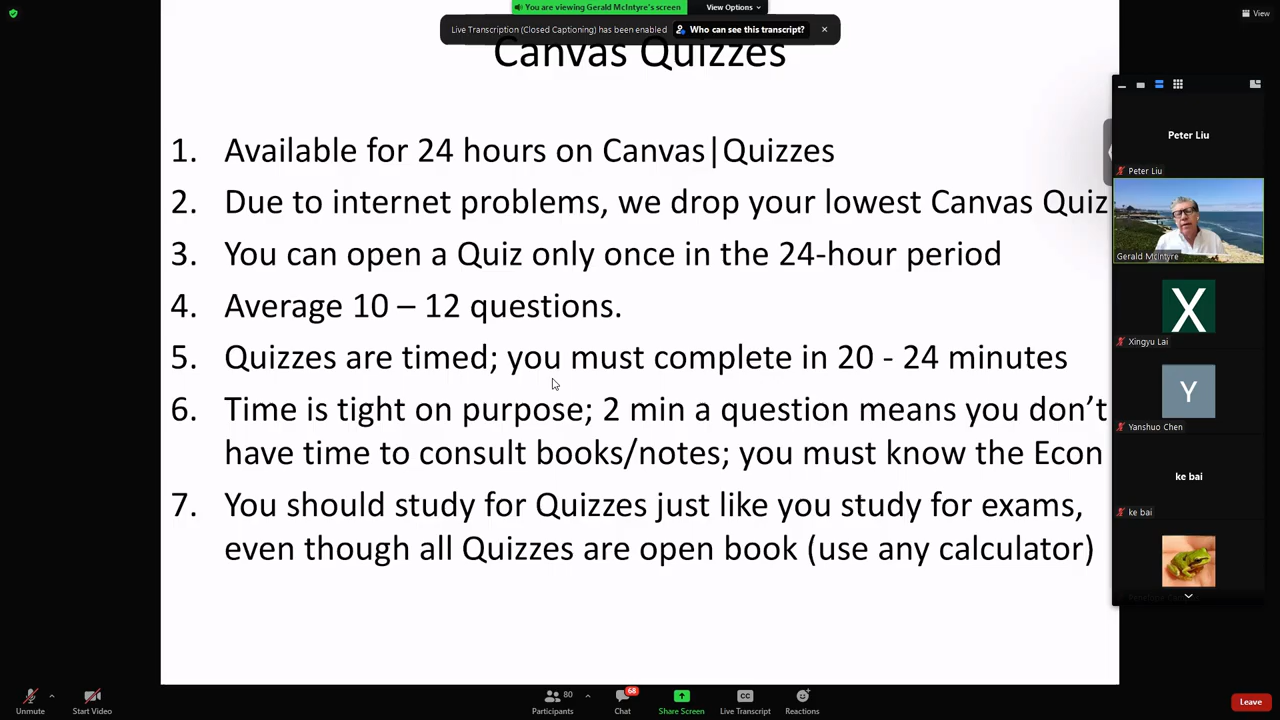 You are viewing Gerald McIntyre's screen
View Options
View
Live Transcription (Closed Captioning) has been enabled
Who can see this transcript?
Canvas Quizzes
1. Available for 24 hours on Canvas|Quizzes
2. Due to internet problems, we drop your lowest Canvas Quiz
3. You can open a Quiz only once in the 24-hour period
4. Average 10 – 12 questions.
5. Quizzes are timed; you must complete in 20 - 24 minutes
6. Time is tight on purpose; 2 min a question means you don't
have time to consult books/notes; you must know the Econ
7. You should study for Quizzes just like you study for exams,
even though all Quizzes are open book (use any calculator)
Peter Liu
Peter Liu
Gerald McIntyre
X
Xingyu Lai
Y
Yanshuo Chen
ke bai
ke bai
Unmute
Start Video
80
Participants
68
Chat
Share Screen
CC
Live Transcript
Reactions
Leave